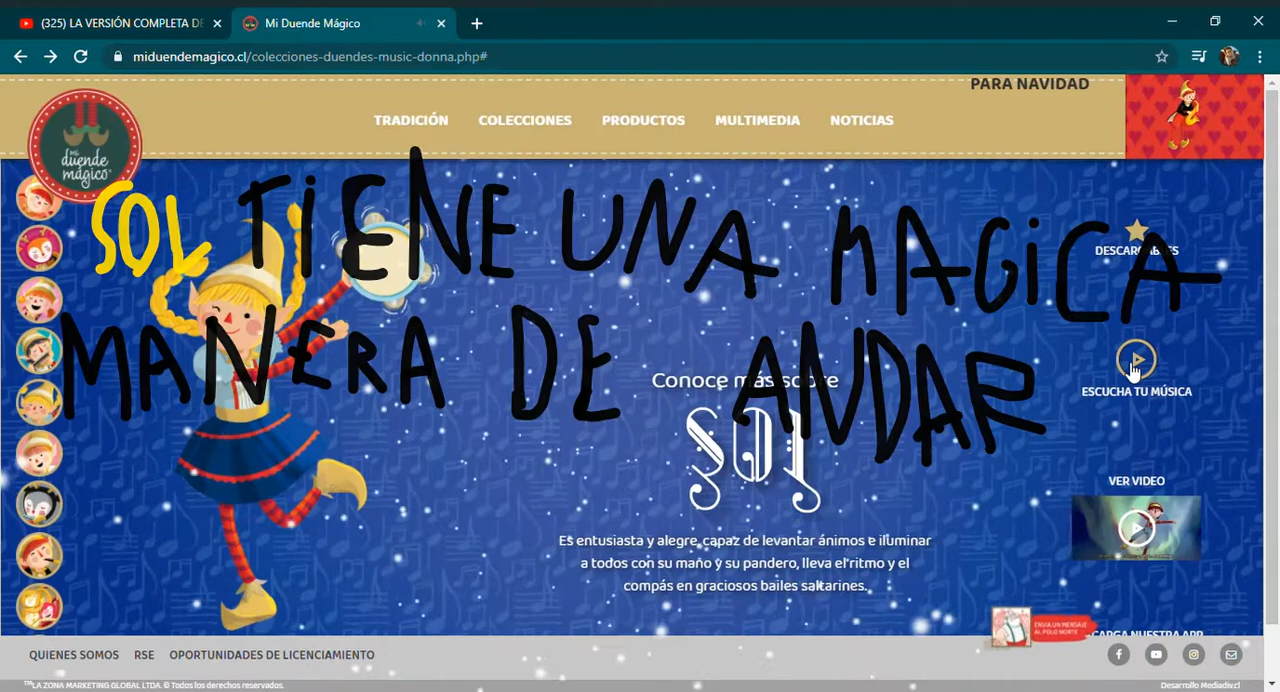 (325) LA VERSIÓN COMPLETA DE
Mi Duende Mágico
miduendemagico.cl/colecciones-duendes-music-donna.php#
PARA NAVIDAD
mi duende mágico
TRADICIÓN COLECCIONES PRODUCTOS MULTIMEDIA NOTICIAS
SOL TIENE UNA MAGICA
MANERA DE ANDAR
DESCARGABLES
ESCUCHA TU MÚSICA
Conoce más sobre
SOL
VER VIDEO
Es entusiasta y alegre, capaz de levantar ánimos e iluminar
a todos con su maño y su pandero, lleva el ritmo y el
compás en graciosos bailes saltarines.
ENVIA UN MENSAJE
AL POLO NORTE
CARGA NUESTRA APP
QUIENES SOMOS RSE OPORTUNIDADES DE LICENCIAMIENTO
™LA ZONA MARKETING GLOBAL LTDA. © Todos los derechos reservados.
Desarrollo Mediadiv.cl